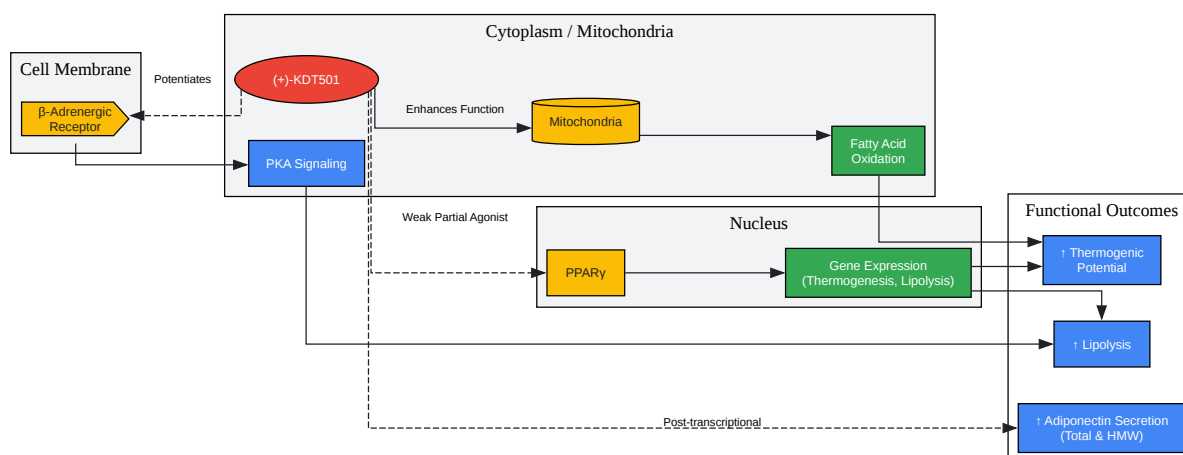 Cytoplasm / Mitochondria
Cell Membrane
Potentiates
(+)-KDT501
β-Adrenergic
Receptor
Enhances Function
Mitochondria
PKA Signaling
Fatty Acid
Oxidation
Weak Partial Agonist
Nucleus
Functional Outcomes
PPARγ
Gene Expression
(Thermogenesis, Lipolysis)
↑ Thermogenic
Potential
↑ Lipolysis
Post-transcriptional
↑ Adiponectin Secretion
(Total & HMW)